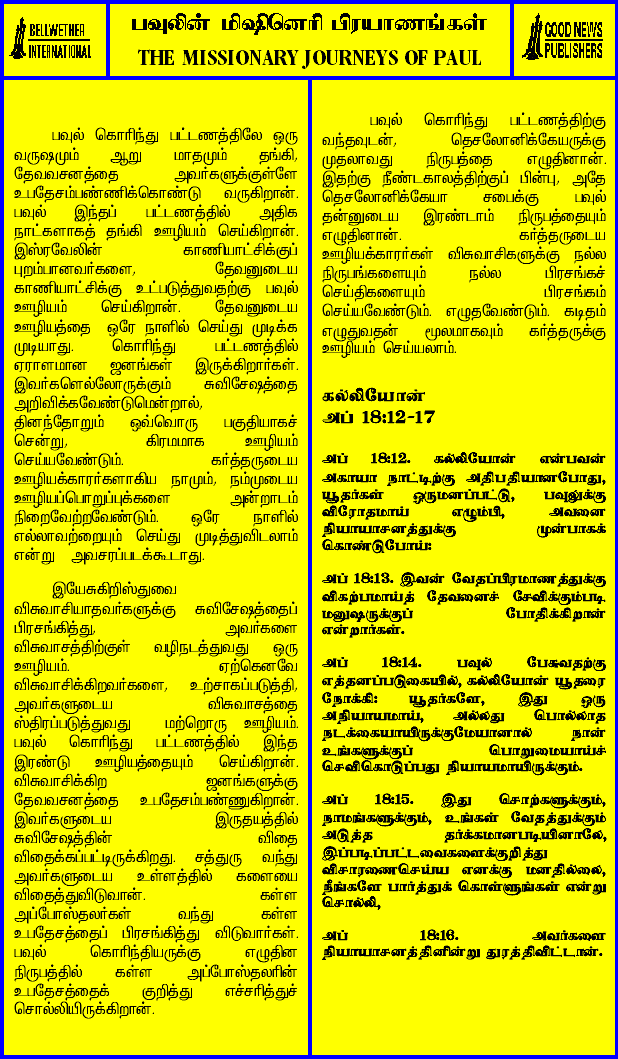 BELLWETHER
INTERNATIONAL
பவுலின் மிஷினெரி பிரயாணங்கள்
THE MISSIONARY JOURNEYS OF PAUL
GOOD NEWS
PUBLISHERS
பவுல் கொரிந்து பட்டணத்திலே ஒரு
வருஷமும் ஆறு மாதமும் தங்கி,
தேவவசனத்தை அவர்களுக்குள்ளே
உபதேசம்பண்ணிக்கொண்டு வருகிறான்.
பவுல் இந்தப் பட்டணத்தில் அதிக
நாட்களாகத் தங்கி ஊழியம் செய்கிறான்.
இஸ்ரவேலின் காணியாட்சிக்குப்
புறம்பானவர்களை, தேவனுடைய
காணியாட்சிக்கு உட்படுத்துவதற்கு பவுல்
ஊழியம் செய்கிறான். தேவனுடைய
ஊழியத்தை ஒரே நாளில் செய்து முடிக்க
முடியாது. கொரிந்து பட்டணத்தில்
ஏராளமான ஜனங்கள் இருக்கிறார்கள்.
இவர்களெல்லோருக்கும் சுவிசேஷத்தை
அறிவிக்கவேண்டுமென்றால்,
தினந்தோறும் ஒவ்வொரு பகுதியாகச்
சென்று, கிரமமாக ஊழியம்
செய்யவேண்டும். கர்த்தருடைய
ஊழியக்காரர்களாகிய நாமும், நம்முடைய
ஊழியப்பொறுப்புக்களை அன்றாடம்
நிறைவேற்றவேண்டும். ஒரே நாளில்
எல்லாவற்றையும் செய்து முடித்துவிடலாம்
என்று அவசரப்படக்கூடாது.
இயேசுகிறிஸ்துவை
விசுவாசியாதவர்களுக்கு சுவிசேஷத்தைப்
பிரசங்கித்து, அவர்களை
விசுவாசத்திற்குள் வழிநடத்துவது ஒரு
ஊழியம். ஏற்கெனவே
விசுவாசிக்கிறவர்களை, உற்சாகப்படுத்தி,
அவர்களுடைய விசுவாசத்தை
ஸ்திரப்படுத்துவது மற்றொரு ஊழியம்.
பவுல் கொரிந்து பட்டணத்தில் இந்த
இரண்டு ஊழியத்தையும் செய்கிறான்.
விசுவாசிக்கிற ஜனங்களுக்கு
தேவவசனத்தை உபதேசம்பண்ணுகிறான்.
இவர்களுடைய இருதயத்தில்
சுவிசேஷத்தின் விதை
விதைக்கப்பட்டிருக்கிறது. சத்துரு வந்து
அவர்களுடைய உள்ளத்தில் களையை
விதைத்துவிடுவான். கள்ள
அப்போஸ்தலர்கள் வந்து கள்ள
உபதேசத்தைப் பிரசங்கித்து விடுவார்கள்.
பவுல் கொரிந்தியருக்கு எழுதின
நிருபத்தில் கள்ள அப்போஸ்தலரின்
உபதேசத்தைக் குறித்து எச்சரித்துச்
சொல்லியிருக்கிறான்.
பவுல் கொரிந்து பட்டணத்திற்கு
வந்தவுடன், தெசலோனிக்கேயருக்கு
முதலாவது நிருபத்தை எழுதினான்.
இதற்கு நீண்டகாலத்திற்குப் பின்பு, அதே
தெசலோனிக்கேயா சபைக்கு பவுல்
தன்னுடைய இரண்டாம் நிருபத்தையும்
எழுதினான். கர்த்தருடைய
ஊழியக்காரர்கள் விசுவாசிகளுக்கு நல்ல
நிருபங்களையும் நல்ல பிரசங்கச்
செய்திகளையும் பிரசங்கம்
செய்யவேண்டும். எழுதவேண்டும். கடிதம்
எழுதுவதன் மூலமாகவும் கர்த்தருக்கு
ஊழியம் செய்யலாம்.
கல்லியோன்
அப் 18:12-17
அப் 18:12. கல்லியோன் என்பவன்
அகாயா நாட்டிற்கு அதிபதியானபோது,
யூதர்கள் ஒருமனப்பட்டு, பவுலுக்கு
விரோதமாய் எழும்பி, அவனை
நியாயாசனத்துக்கு முன்பாகக்
கொண்டுபோய்:
அப் 18:13. இவன் வேதப்பிரமாணத்துக்கு
விகற்பமாய்த் தேவனைச் சேவிக்கும்படி
மனுஷருக்குப் போதிக்கிறான்
என்றார்கள்.
அப் 18:14. பவுல் பேசுவதற்கு
எத்தனப்படுகையில், கல்லியோன் யூதரை
நோக்கி: யூதர்களே, இது ஒரு
அநியாயமாய், அல்லது பொல்லாத
நடக்கையாயிருக்குமேயானால் நான்
உங்களுக்குப் பொறுமையாய்ச்
செவிகொடுப்பது நியாயமாயிருக்கும்.
அப் 18:15. இது சொற்களுக்கும்,
நாமங்களுக்கும், உங்கள் வேதத்துக்கும்
அடுத்த தர்க்கமானபடியினாலே,
இப்படிப்பட்டவைகளைக்குறித்து
விசாரணைசெய்ய எனக்கு மனதில்லை,
நீங்களே பார்த்துக் கொள்ளுங்கள் என்று
சொல்லி,
அப் 18:16. அவர்களை
நியாயாசனத்தினின்று துரத்திவிட்டான்.